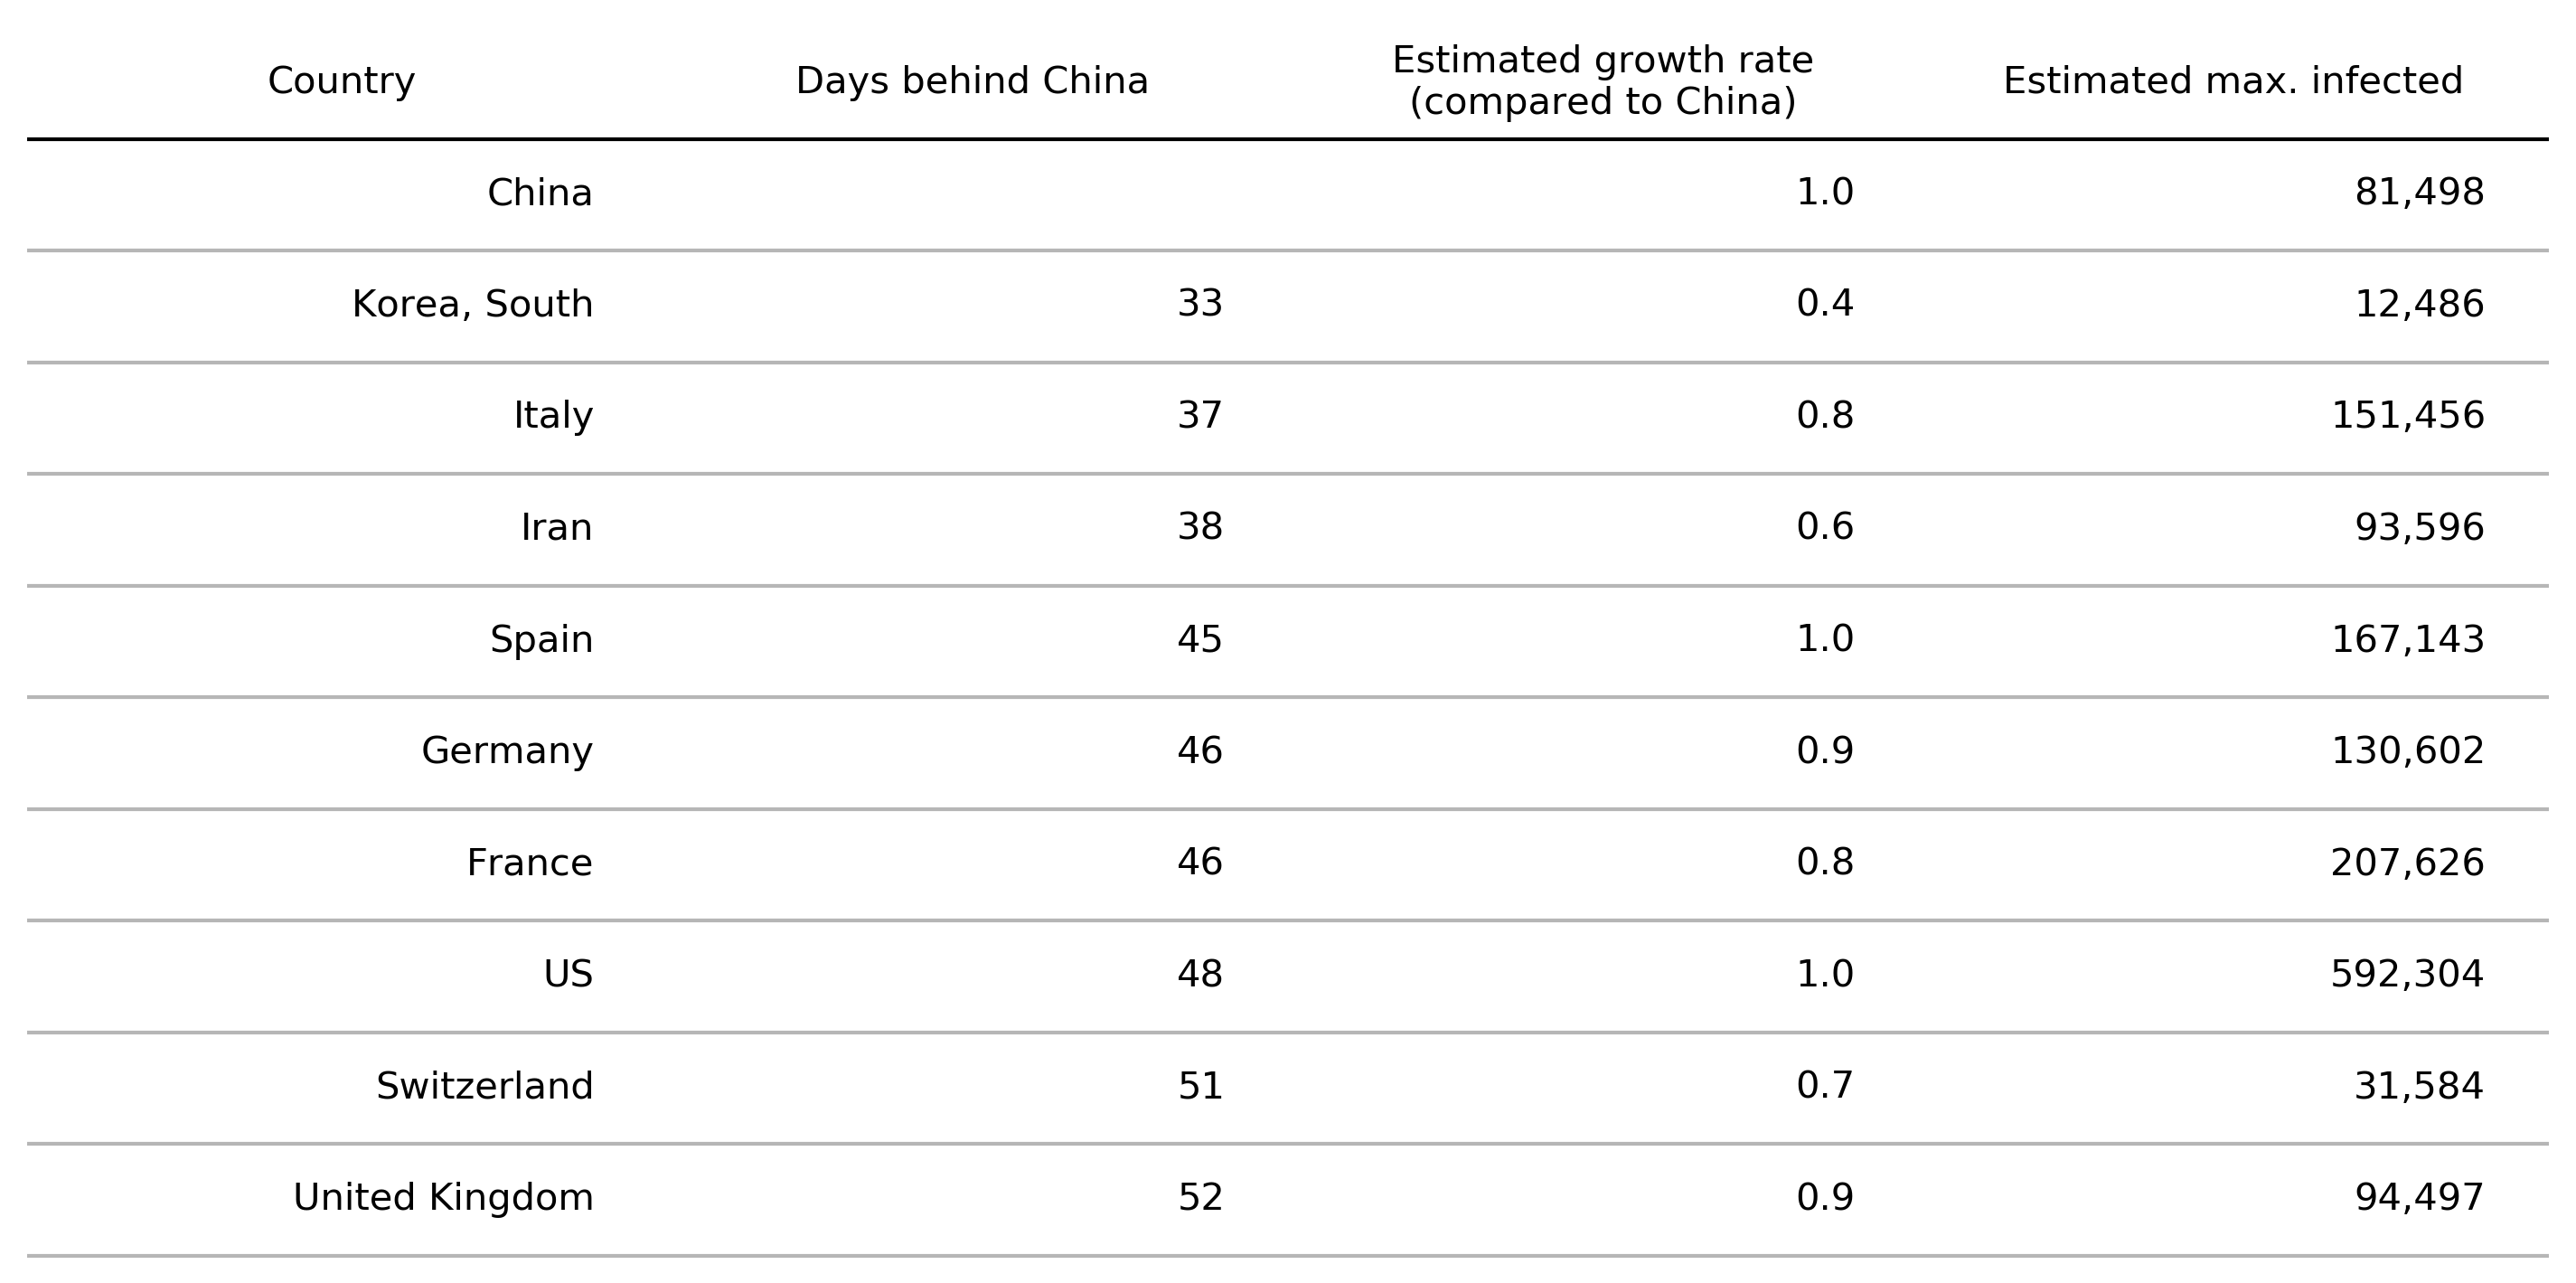 Country Days behind China Estimated growth rate (compared to China) Estimated max. infected
China 1.0 81,498
Korea, South 33 0.4 12,486
Italy 37 0.8 151,456
Iran 38 0.6 93,596
Spain 45 1.0 167,143
Germany 46 0.9 130,602
France 46 0.8 207,626
US 48 1.0 592,304
Switzerland 51 0.7 31,584
United Kingdom 52 0.9 94,497